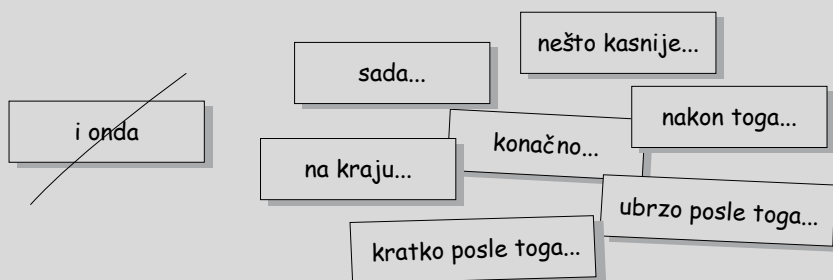 nešto kasnije...
sada...
i onda
nakon toga...
konačno...
na kraju...
ubrzo posle toga...
kratko posle toga...